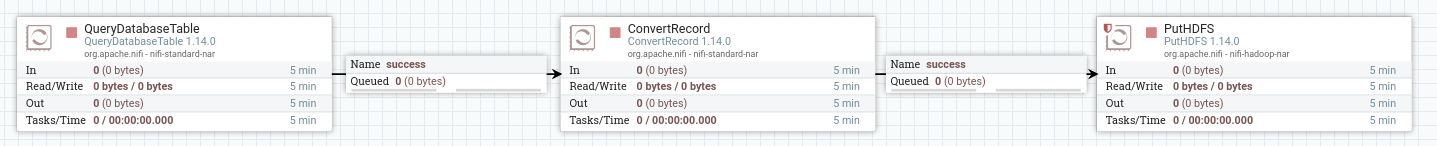 QueryDatabaseTable
QueryDatabaseTable 1.14.0
org.apache.nifi - nifi-standard-nar
In 0 (0 bytes) 5 min
Read/Write 0 bytes / 0 bytes 5 min
Out 0 (0 bytes) 5 min
Tasks/Time 0 / 00:00:00.000 5 min
Name success
Queued 0 (0 bytes)
ConvertRecord
ConvertRecord 1.14.0
org.apache.nifi - nifi-standard-nar
In 0 (0 bytes) 5 min
Read/Write 0 bytes / 0 bytes 5 min
Out 0 (0 bytes) 5 min
Tasks/Time 0 / 00:00:00.000 5 min
Name success
Queued 0 (0 bytes)
PutHDFS
PutHDFS 1.14.0
org.apache.nifi - nifi-hadoop-nar
In 0 (0 bytes) 5 min
Read/Write 0 bytes / 0 bytes 5 min
Out 0 (0 bytes) 5 min
Tasks/Time 0 / 00:00:00.000 5 min